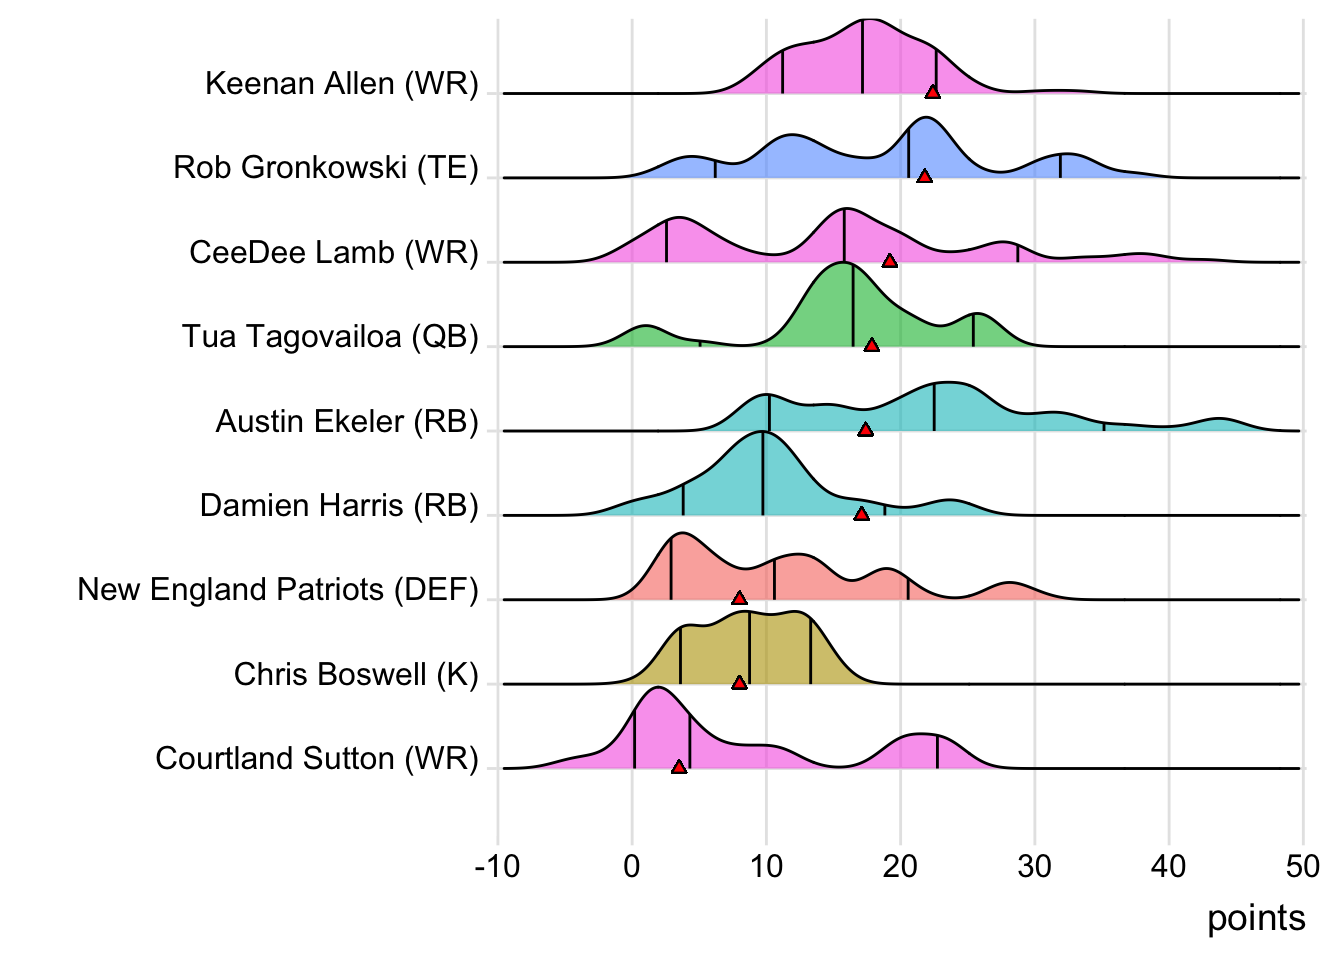 Keenan Allen (WR)
Rob Gronkowski (TE)
CeeDee Lamb (WR)
Tua Tagovailoa (QB)
Austin Ekeler (RB)
Damien Harris (RB)
New England Patriots (DEF)
Chris Boswell (K)
Courtland Sutton (WR)
-10 0 10 20 30 40 50
points